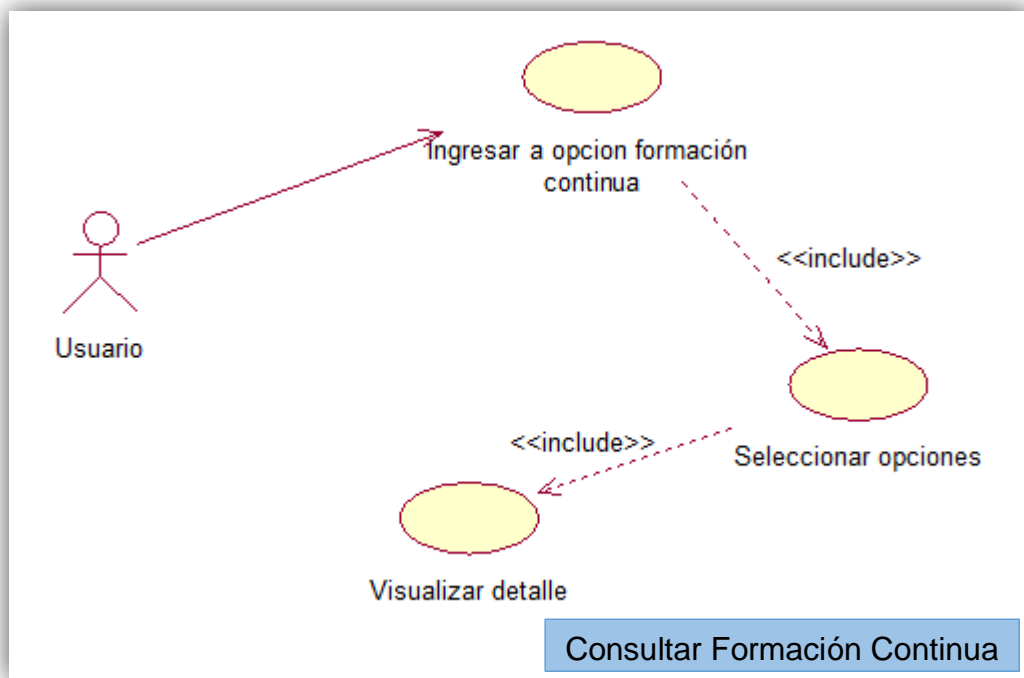 Ingresar a opcion formación
continua
<<include>>
Usuario
<<include>>
Seleccionar opciones
Visualizar detalle
Consultar Formación Continua